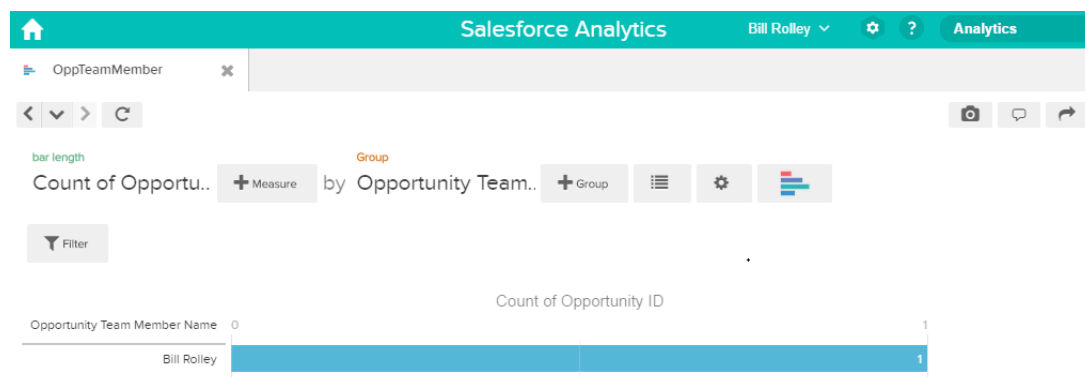 Salesforce Analytics Bill Rolley ? Analytics
OppTeamMember
bar length Group
Count of Opportu.. + Measure by Opportunity Team.. + Group
Filter
Count of Opportunity ID
Opportunity Team Member Name 0 1
Bill Rolley 1